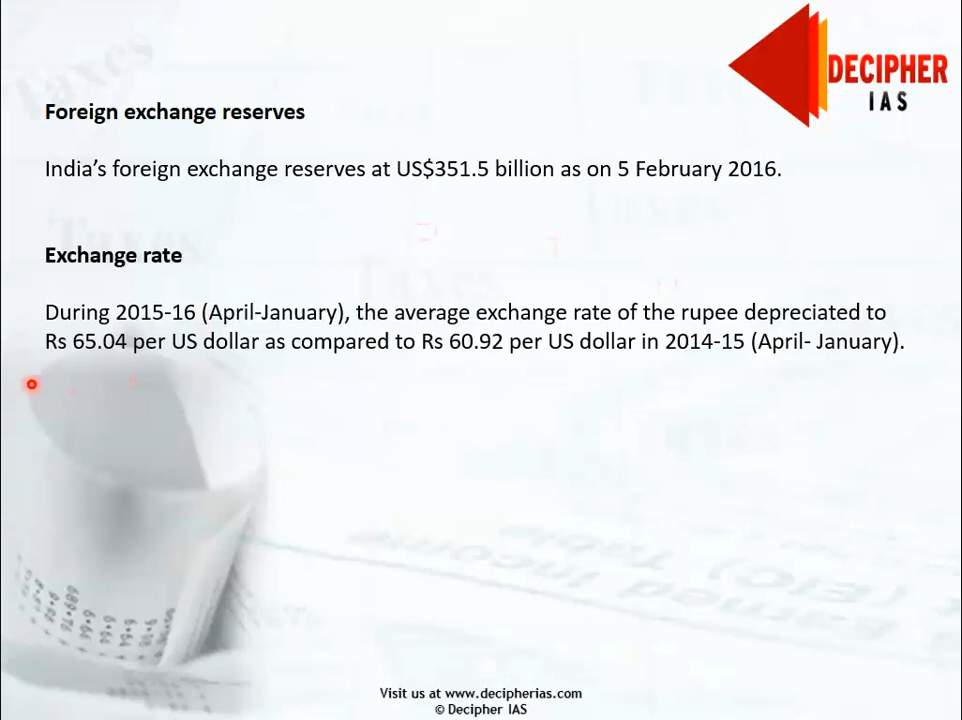 DECIPHER
IAS
Foreign exchange reserves
India’s foreign exchange reserves at US$351.5 billion as on 5 February 2016.
Exchange rate
During 2015-16 (April-January), the average exchange rate of the rupee depreciated to
Rs 65.04 per US dollar as compared to Rs 60.92 per US dollar in 2014-15 (April- January).
Taxes
Taxes
Taxes
Visit us at www.decipherias.com
© Decipher IAS